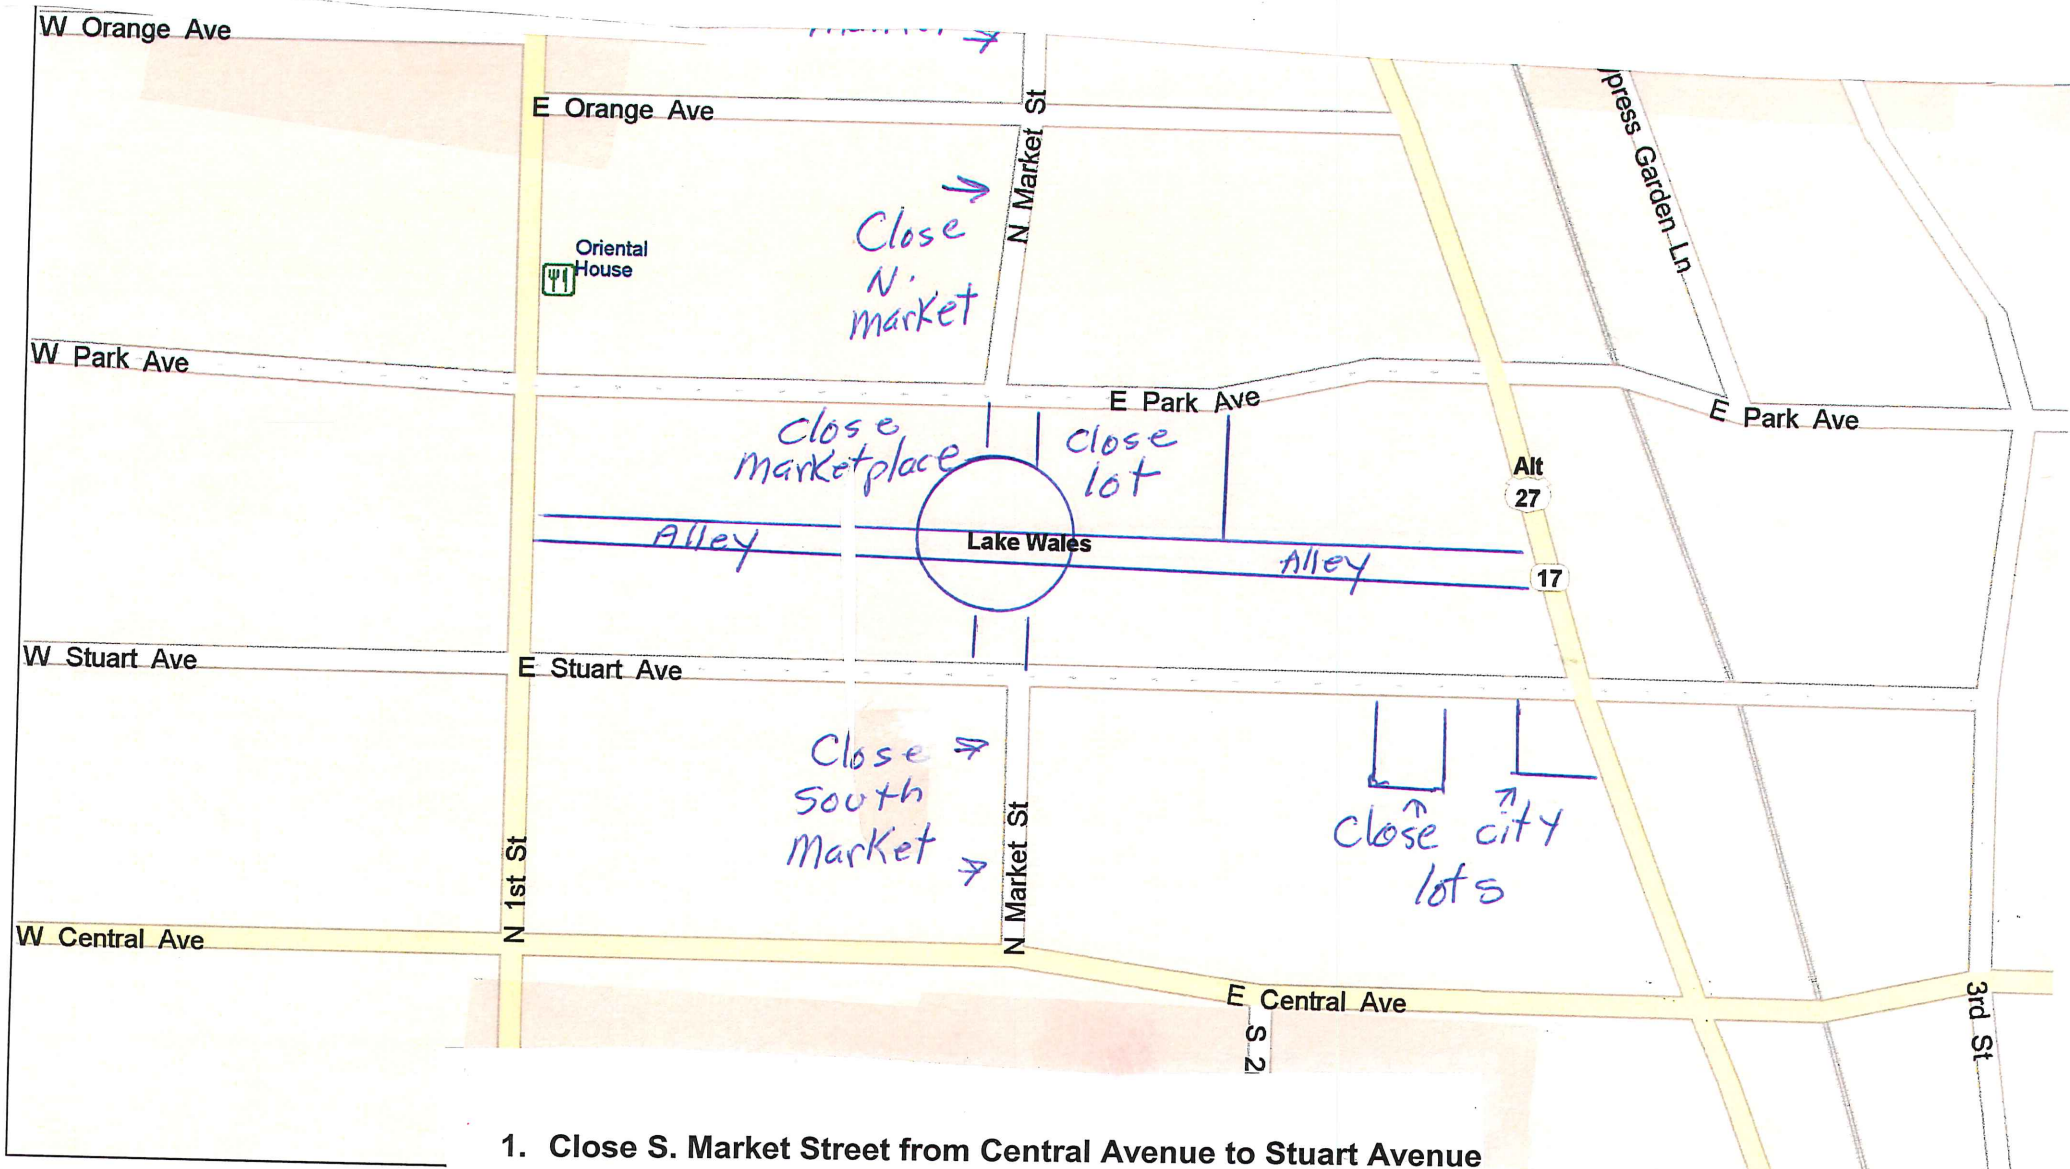 W Orange Ave
E Orange Ave
N Market St
ypress Garden Ln
Oriental
House
Close
N.
market
W Park Ave
E Park Ave
E Park Ave
Close
marketplace
Close
lot
Alt
27
Alley
Lake Wales
Alley
17
W Stuart Ave
E Stuart Ave
Close
South
Market
N Market St
Close city
lots
N 1st St
W Central Ave
E Central Ave
S 2
3rd St
1. Close S. Market Street from Central Avenue to Stuart Avenue